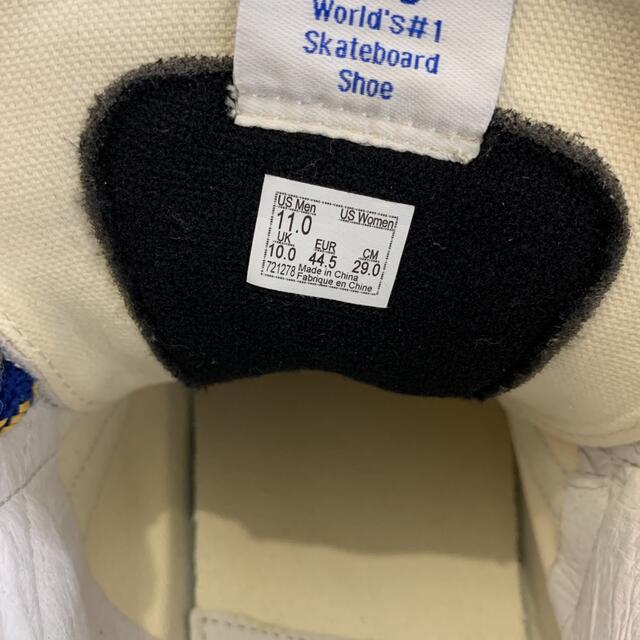 World's#1
Skateboard
Shoe
US Men US Women
11.0
UK EUR CM
10.0 44.5 29.0
721278 Made in China
Fabrique en Chine